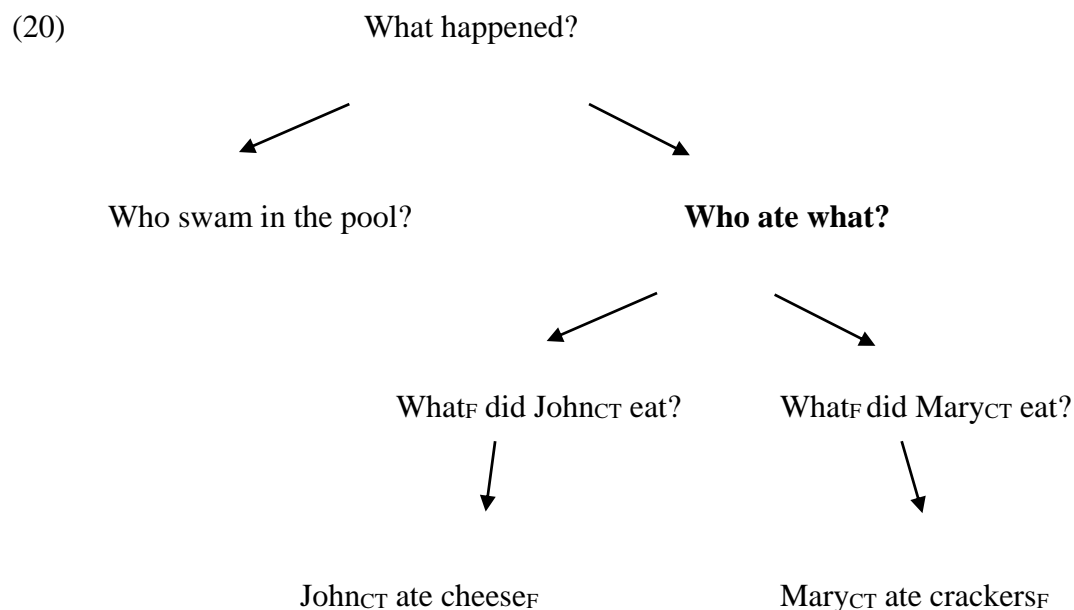 (20) What happened?
Who swam in the pool? Who ate what?
WhatF did JohnCT eat? WhatF did MaryCT eat?
JohnCT ate cheeseF MaryCT ate crackersF